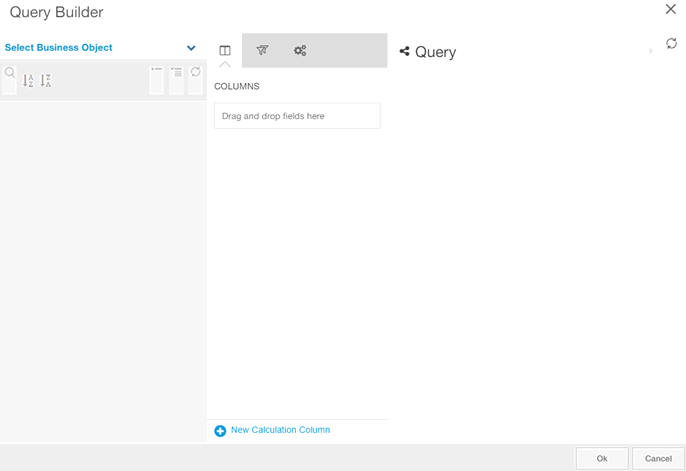 Query Builder
Select Business Object
COLUMNS
Drag and drop fields here
New Calculation Column
Query
Ok
Cancel